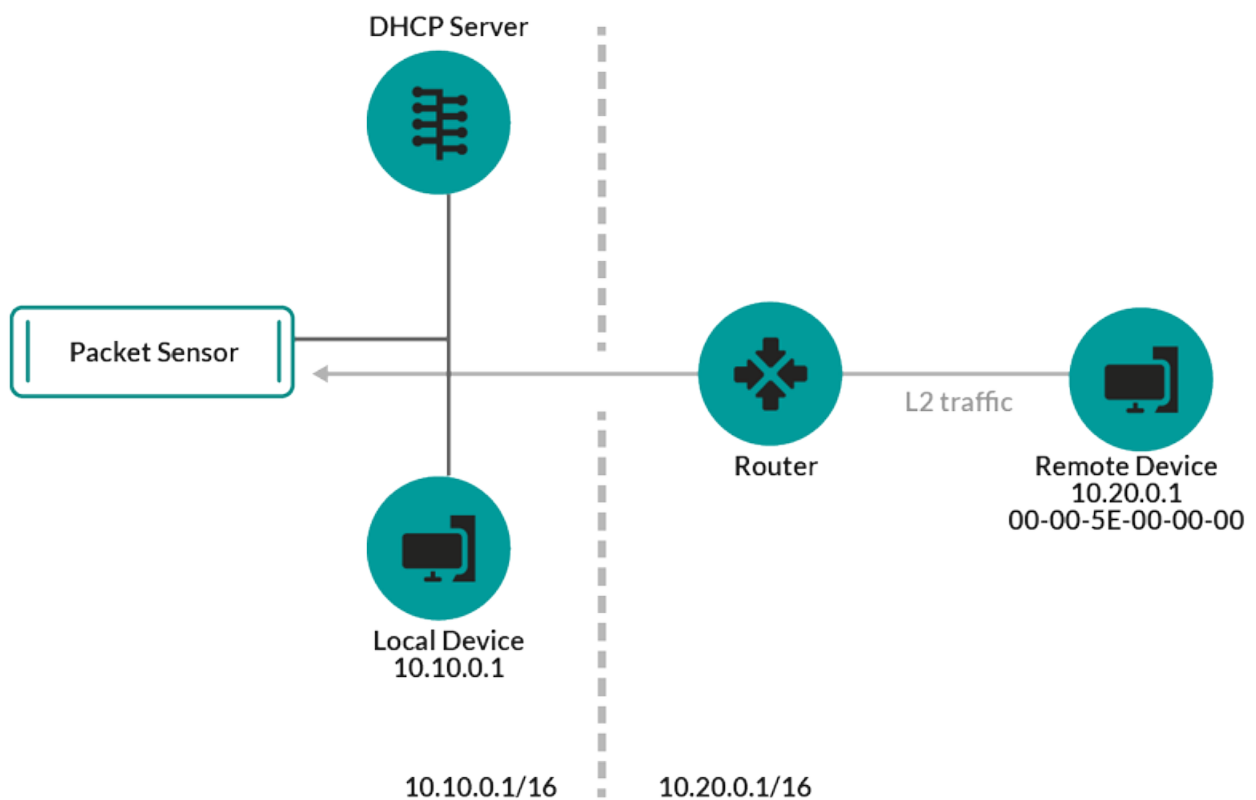 DHCP Server
Packet Sensor
L2 traffic
Router
Remote Device
10.20.0.1
00-00-5E-00-00-00
Local Device
10.10.0.1
10.10.0.1/16
10.20.0.1/16